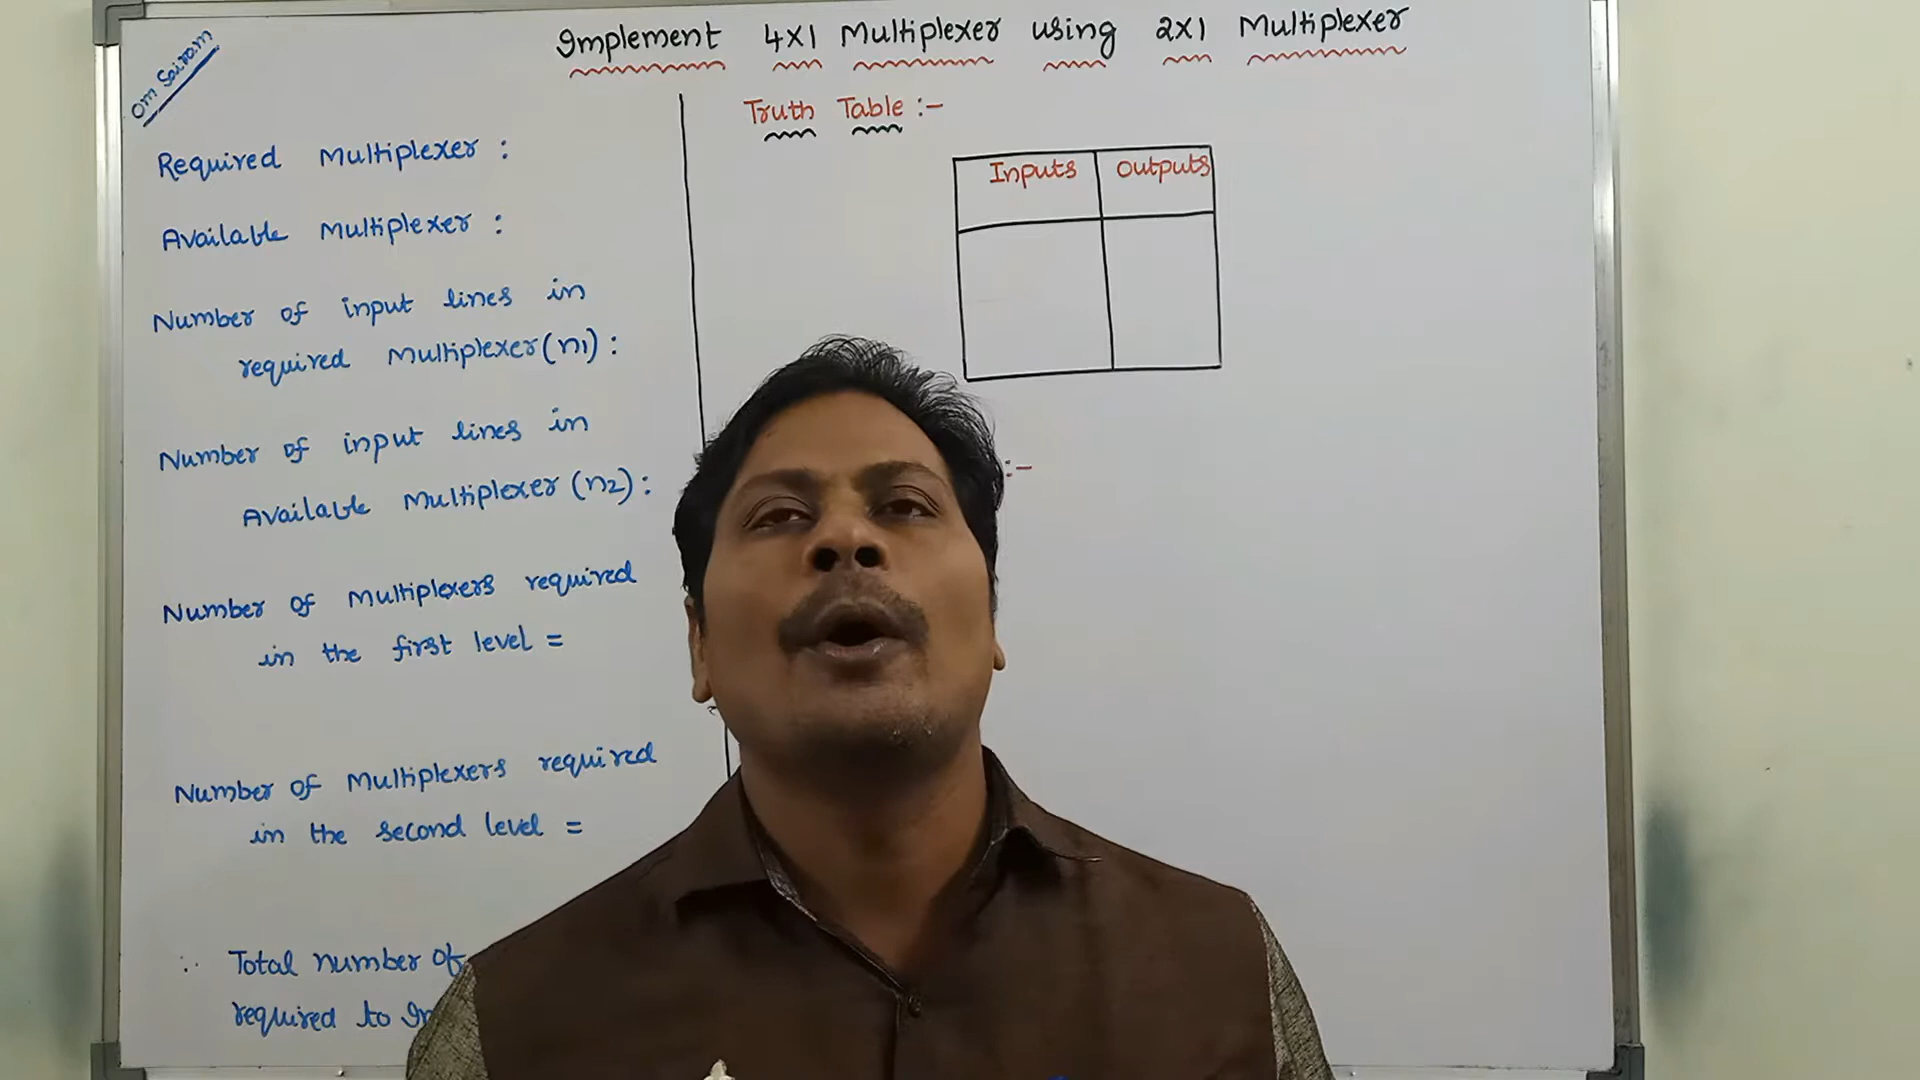 Implement 4X1 Multiplexer using 2X1 Multiplexer
Om Sairam
Required Multiplexer :
Available Multiplexer :
Number of input lines in
required Multiplexer(n1) :
Number of input lines in
Available Multiplexer (n2) :
Number of Multiplexers required
in the first level =
Number of Multiplexers required
in the second level =
∴ Total number of
required to
Truth Table :-
Inputs Outputs
:-